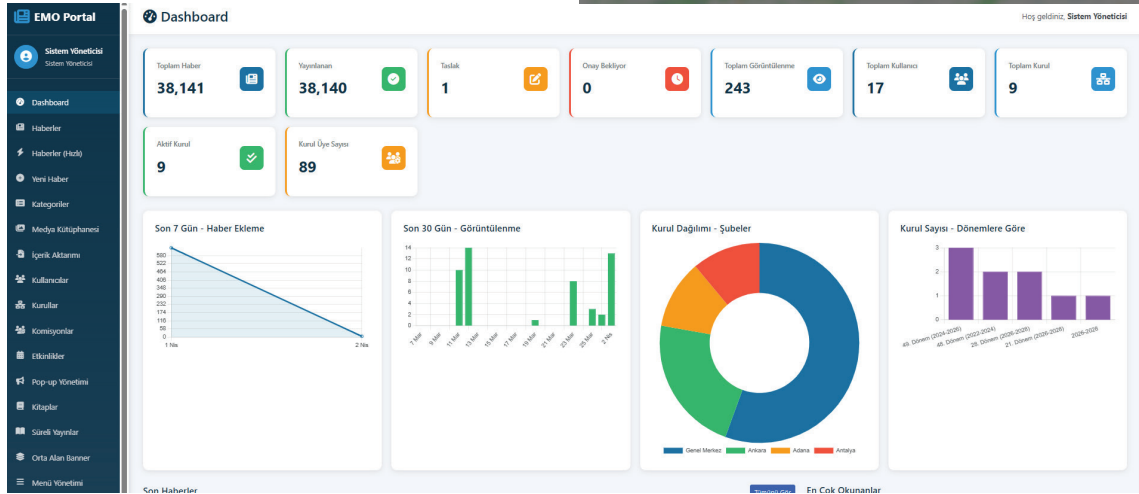 EMO Portal
Dashboard
Hoş geldiniz, Sistem Yöneticisi
Sistem Yöneticisi
Sistem Yöneticisi
Dashboard
Haberler
Haberler (Hızlı)
Yeni Haber
Kategoriler
Medya Kütüphanesi
İçerik Aktarımı
Kullanıcılar
Kurullar
Komisyonlar
Etkinlikler
Pop-up Yönetimi
Kitaplar
Süreli Yayınlar
Orta Alan Banner
Menü Yönetimi
Toplam Haber
38,141
Yayınlanan
38,140
Taslak
1
Onay Bekliyor
0
Toplam Görüntülenme
243
Toplam Kullanıcı
17
Toplam Kurul
9
Aktif Kurul
9
Kurul Üye Sayısı
89
Son 7 Gün - Haber Ekleme
580
522
464
406
348
290
232
174
116
58
0
1 Nis
2 Nis
Son 30 Gün - Görüntülenme
14
12
10
8
6
4
2
0
7 Mar
9 Mar
11 Mar
13 Mar
15 Mar
17 Mar
19 Mar
21 Mar
23 Mar
25 Mar
2 Nis
Kurul Dağılımı - Şubeler
Genel Merkez
Ankara
Adana
Antalya
Kurul Sayısı - Dönemlere Göre
3
2
1
0
49. Dönem (2024-2026)
48. Dönem (2022-2024)
28. Dönem (2026-2028)
21. Dönem (2026-2028)
2026-2028
Son Haberler
Tümünü Gör
En Çok Okunanlar